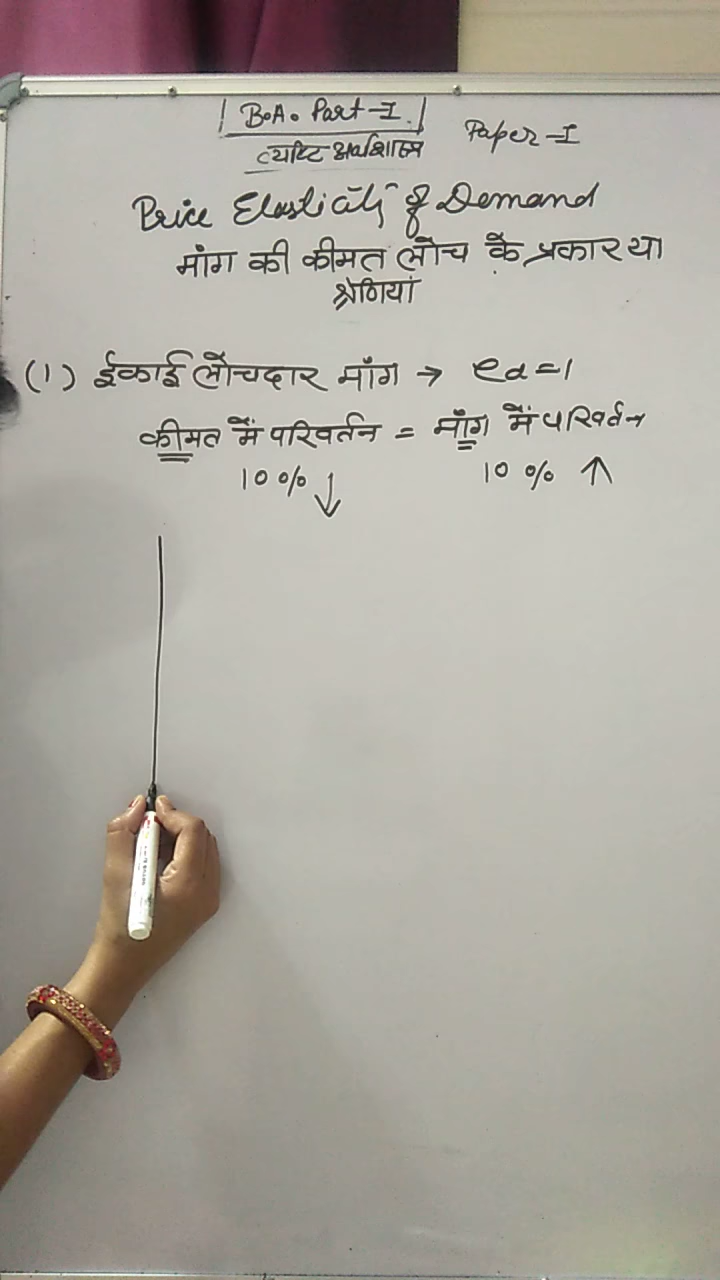 B.A. Part-I
Paper-I
व्यष्टि अर्थशास्त्र
Price Elasticity of Demand
मांग की कीमत लोच के प्रकार या
श्रेणियां
(1) ईकाई लोचदार माँग → ed = 1
कीमत में परिवर्तन = माँग में परिवर्तन
10% ↓ 10% ↑